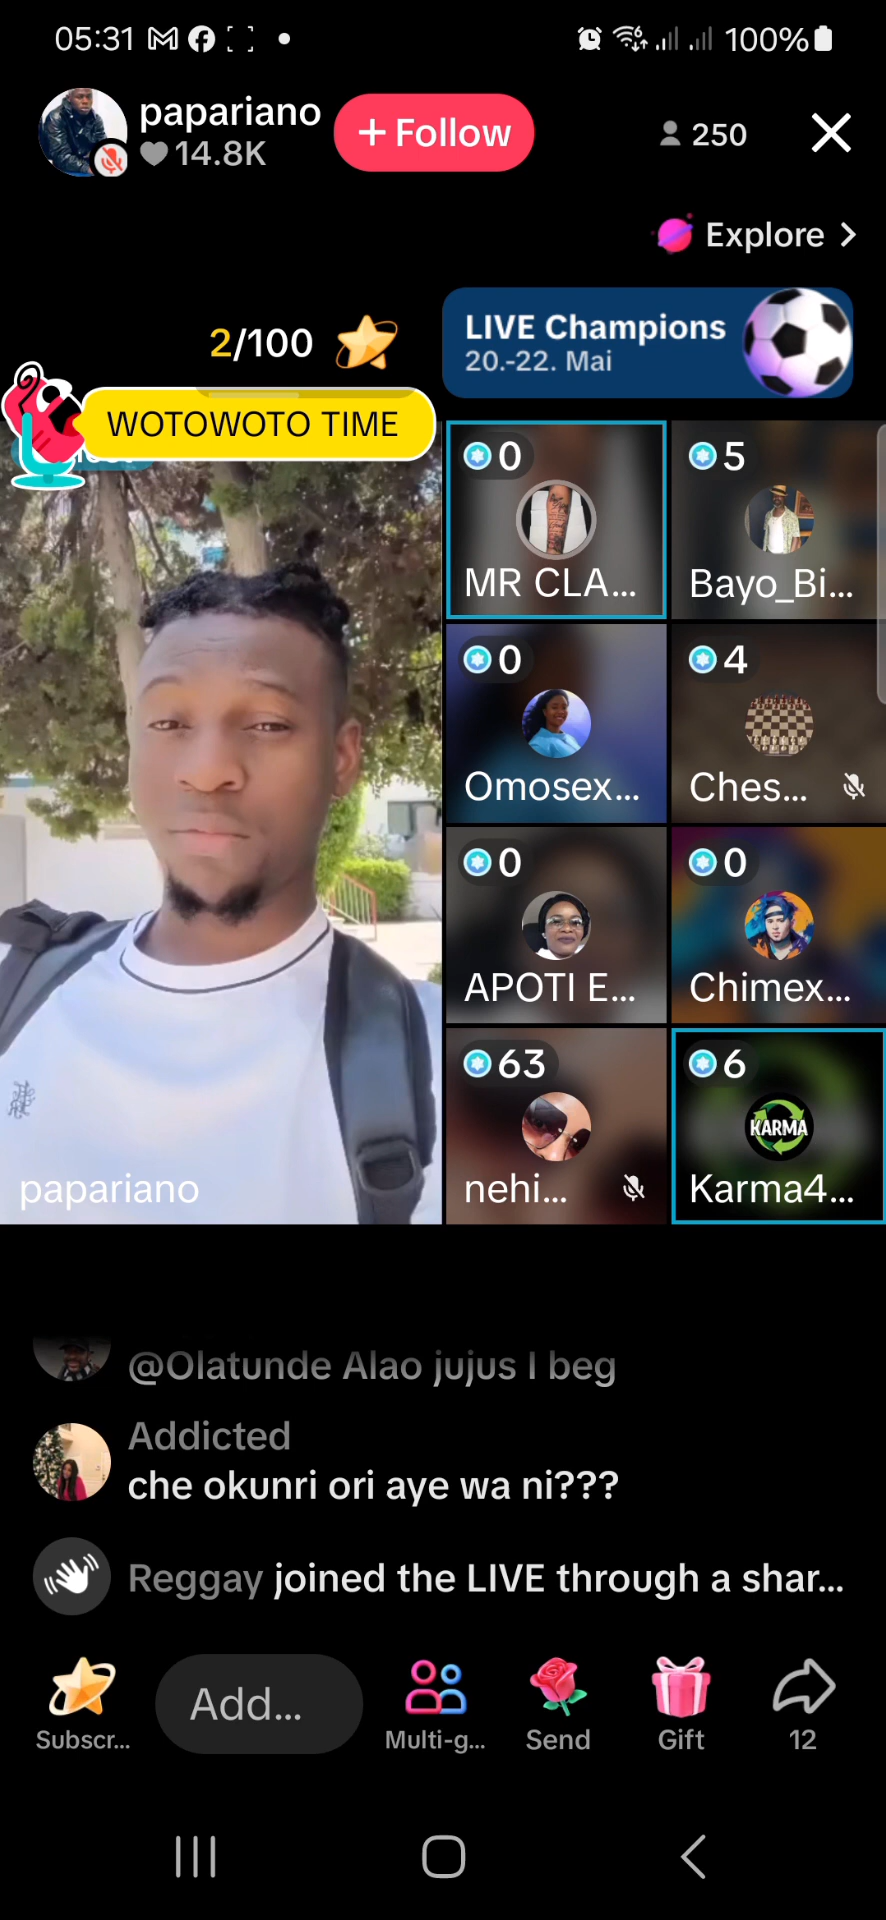 05:31
100%
papariano
14.8K
+ Follow
250
Explore >
2/100
LIVE Champions
20.-22. Mai
WOTOWOTO TIME
0
MR CLA...
5
Bayo_Bi...
0
Omosex...
4
Ches...
0
APOTI E...
0
Chimex...
63
nehi...
6
KARMA
Karma4...
papariano
@Olatunde Alao jujus I beg
Addicted
che okunri ori aye wa ni???
Reggay joined the LIVE through a shar...
Subscr...
Add...
Multi-g...
Send
Gift
12